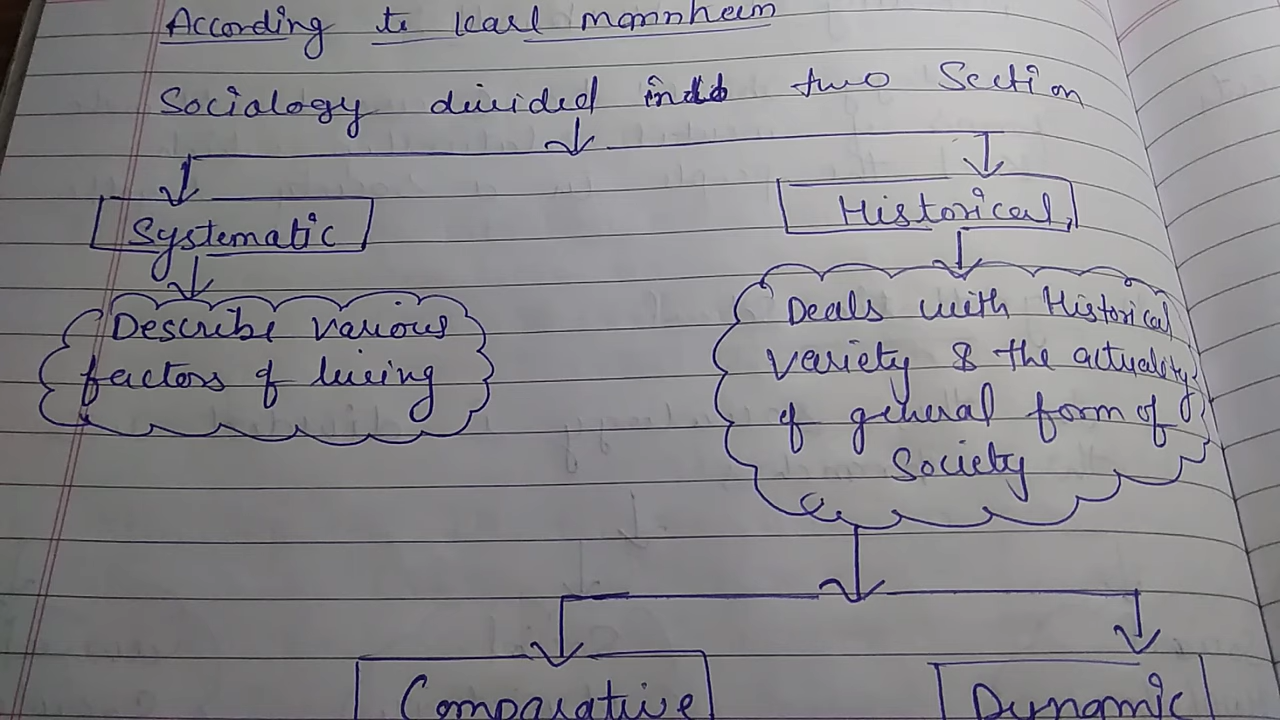 According to Karl Mannheim
Socialogy divided into two Section
Systematic
Historical,
Describe various
factors of living
Deals with Historical
variety & the actuality
of general form of
Society
Comparative
Dynamic